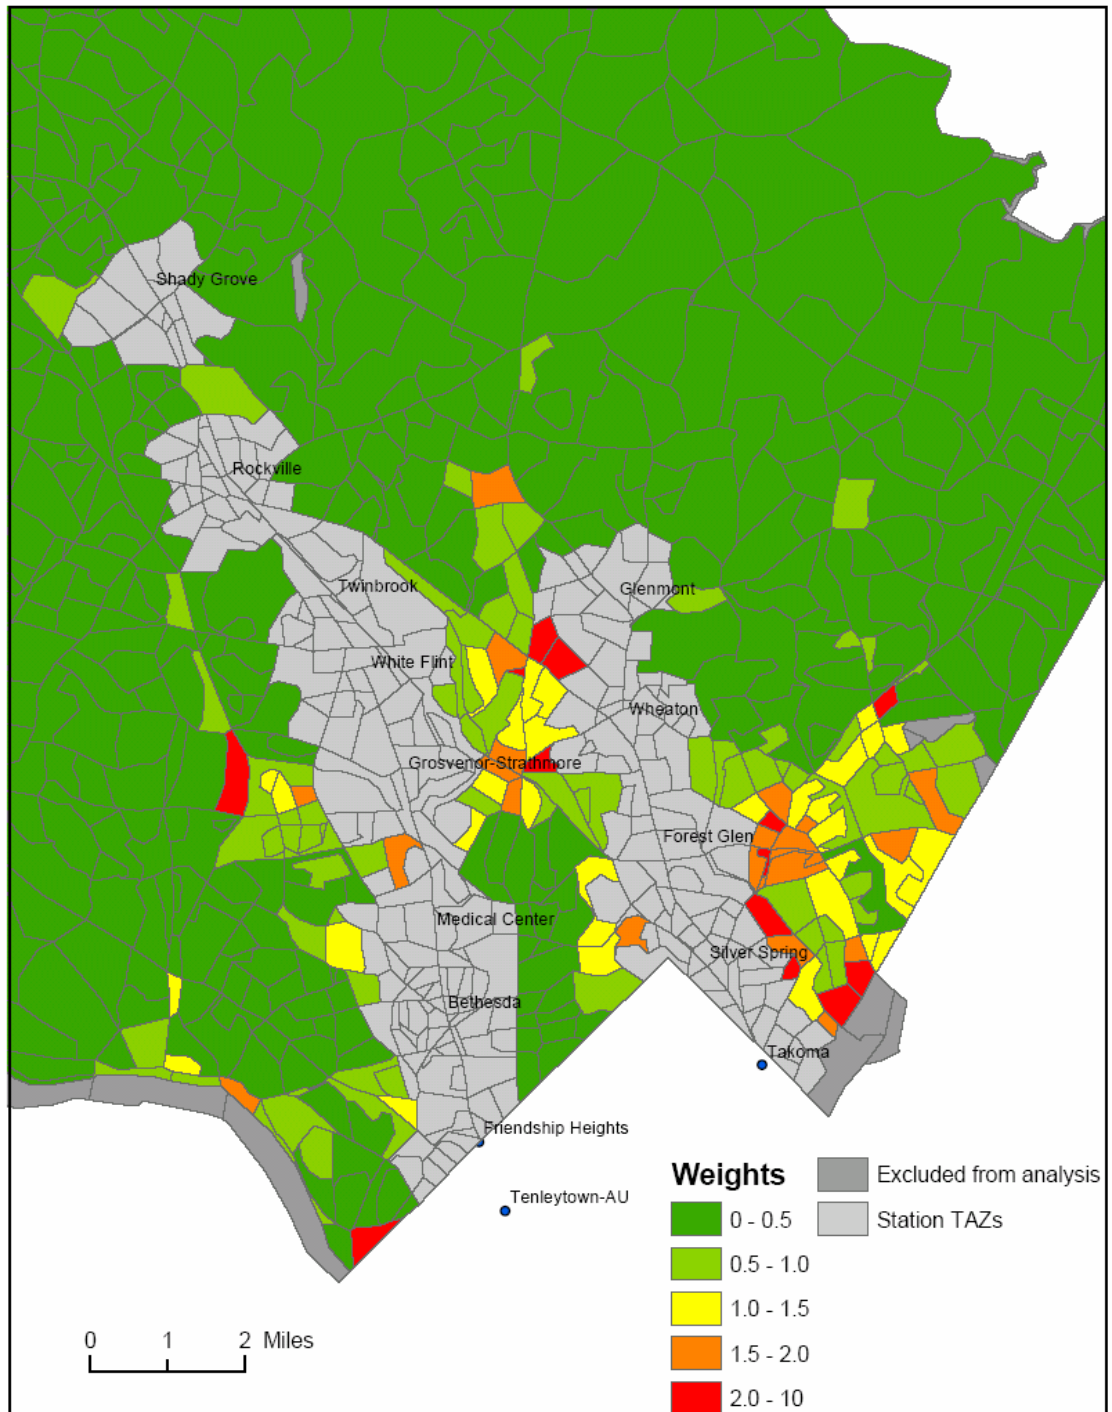 Shady Grove
Rockville
Twinbrook
Glenmont
White Flint
Wheaton
Grosvenor-Strathmore
Forest Glen
Medical Center
Silver Spring
Bethesda
Takoma
Friendship Heights
Tenleytown-AU
Weights
0 - 0.5
0.5 - 1.0
1.0 - 1.5
1.5 - 2.0
2.0 - 10
Excluded from analysis
Station TAZs
0 1 2 Miles